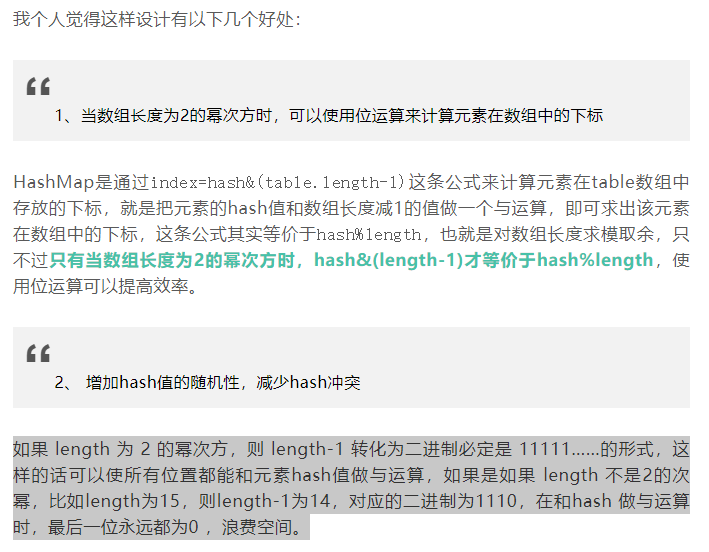 我个人觉得这样设计有以下几个好处：
“
1、当数组长度为2的幂次方时，可以使用位运算来计算元素在数组中的下标
HashMap是通过index=hash&(table.length-1)这条公式来计算元素在table数组中
存放的下标，就是把元素的hash值和数组长度减1的值做一个与运算，即可求出该元素
在数组中的下标，这条公式其实等价于hash%length，也就是对数组长度求模取余，只
不过只有当数组长度为2的幂次方时，hash&(length-1)才等价于hash%length，使
用位运算可以提高效率。
“
2、 增加hash值的随机性，减少hash冲突
如果 length 为 2 的幂次方，则 length-1 转化为二进制必定是 11111……的形式，这
样的话可以使所有位置都能和元素hash值做与运算，如果是如果 length 不是2的次
幂，比如length为15，则length-1为14，对应的二进制为1110，在和hash 做与运算
时，最后一位永远都为0 ，浪费空间。